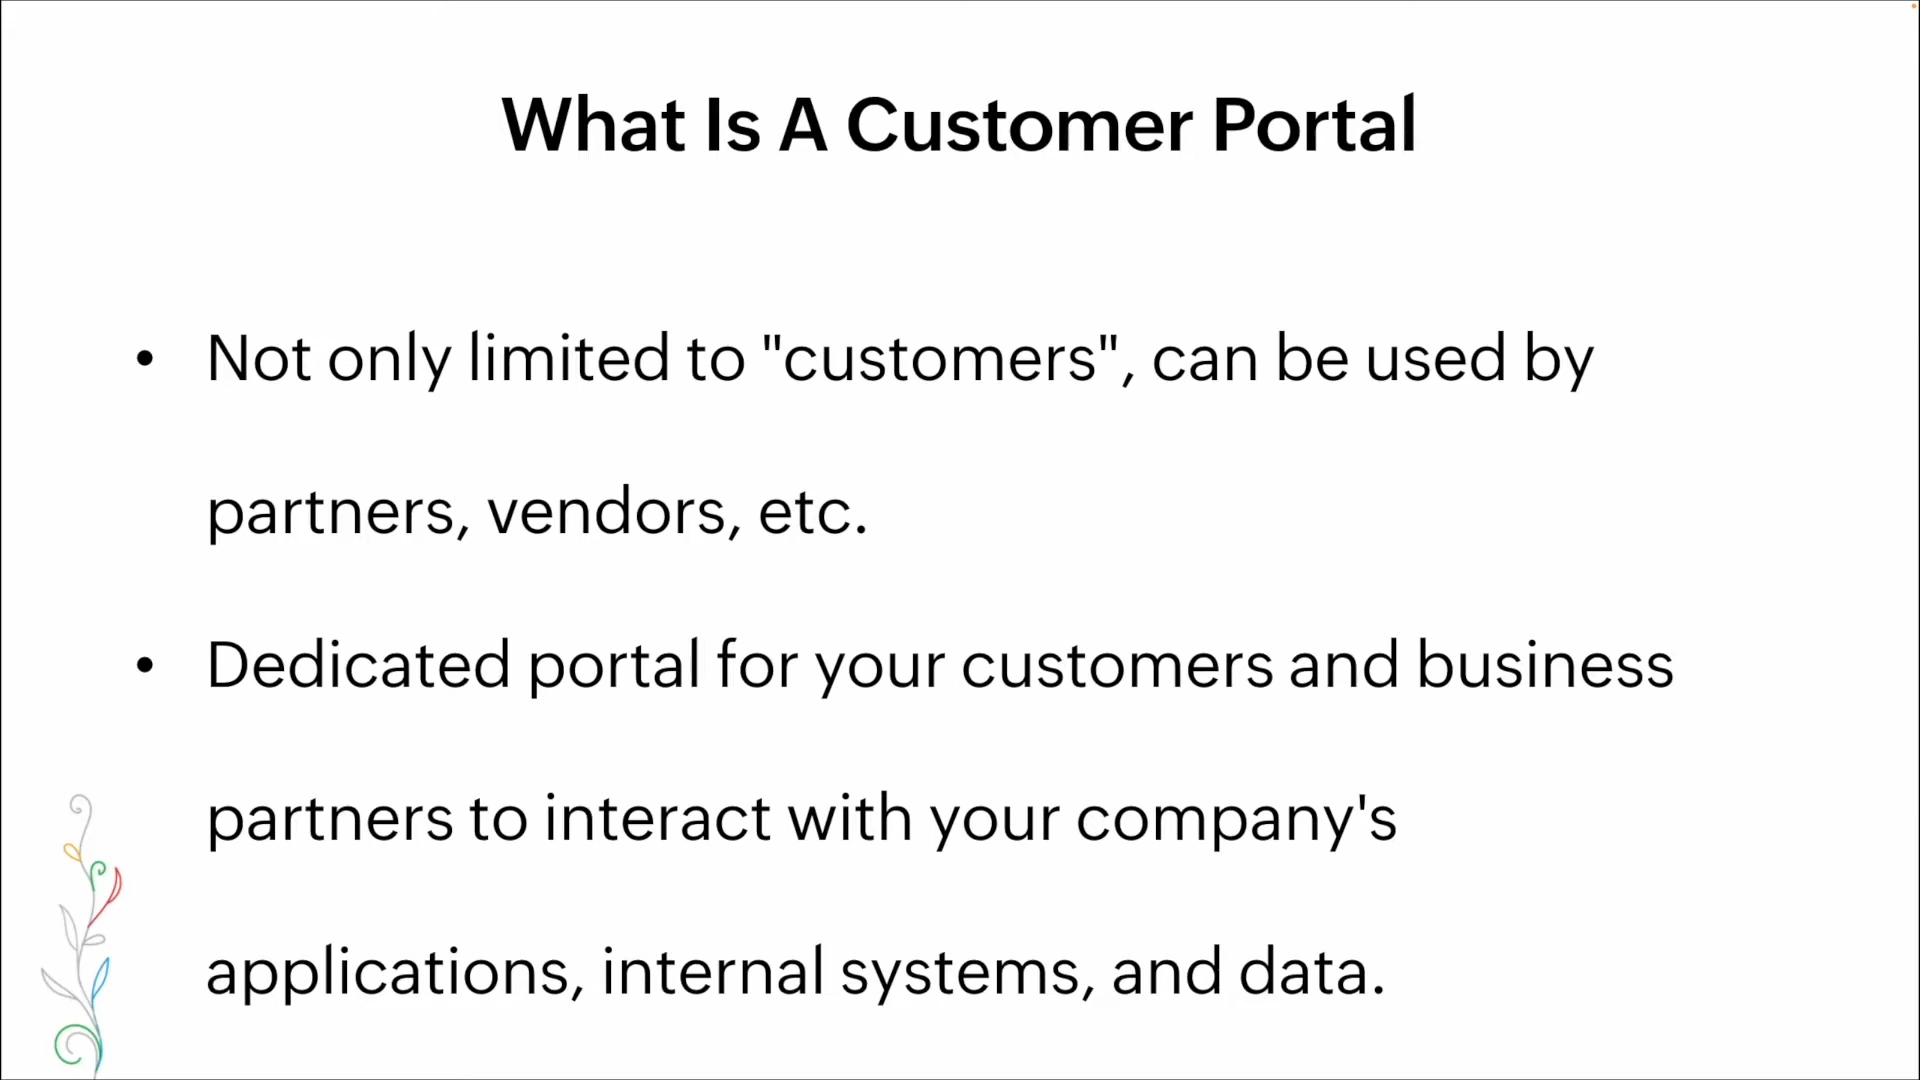 What Is A Customer Portal
• Not only limited to "customers", can be used by
partners, vendors, etc.
• Dedicated portal for your customers and business
partners to interact with your company's
applications, internal systems, and data.